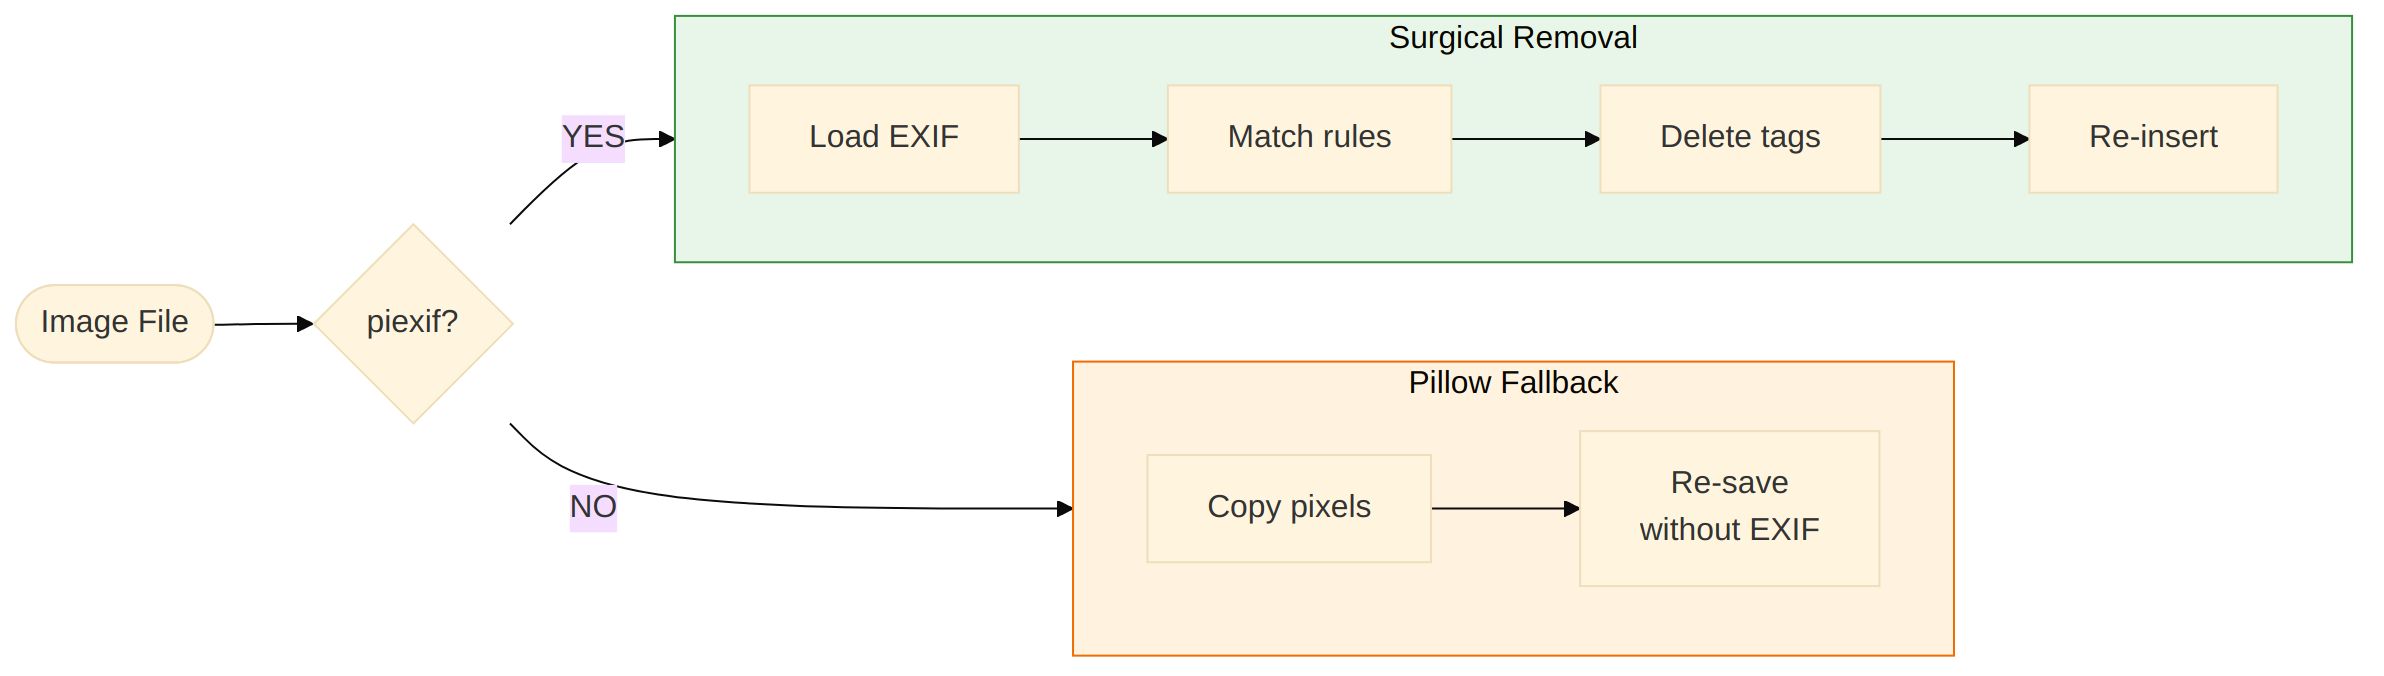 Surgical Removal
Load EXIF
Match rules
Delete tags
Re-insert
YES
Image File
piexif?
NO
Pillow Fallback
Copy pixels
Re-save
without EXIF